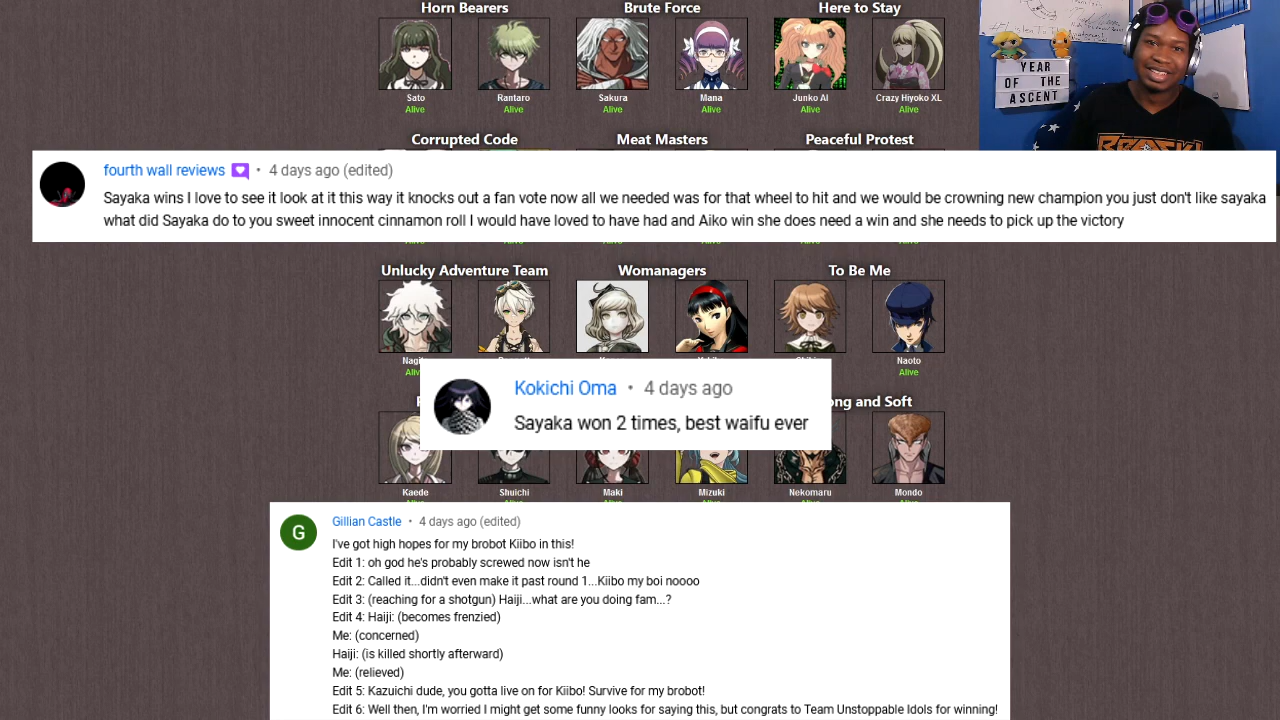 Horn Bearers
Brute Force
Here to Stay
YEAR
OF THE
ASCENT
Sato
Rantaro
Sakura
Mana
Junko AI
Crazy Hiyoko XL
Alive
Alive
Alive
Alive
Alive
Alive
Corrupted Code
Meat Masters
Peaceful Protest
fourth wall reviews • 4 days ago (edited)
Sayaka wins I love to see it look at it this way it knocks out a fan vote now all we needed was for that wheel to hit and we would be crowning new champion you just don't like sayaka
what did Sayaka do to you sweet innocent cinnamon roll I would have loved to have had and Aiko win she does need a win and she needs to pick up the victory
Unlucky Adventure Team
Womanagers
To Be Me
Naoto
Alive
Kokichi Oma • 4 days ago
Sayaka won 2 times, best waifu ever
and Soft
Kaede
Shuichi
Maki
Mizuki
Nekomaru
Mondo
G
Gillian Castle • 4 days ago (edited)
I've got high hopes for my brobot Kiibo in this!
Edit 1: oh god he's probably screwed now isn't he
Edit 2: Called it...didn't even make it past round 1...Kiibo my boi noooo
Edit 3: (reaching for a shotgun) Haiji...what are you doing fam...?
Edit 4: Haiji: (becomes frenzied)
Me: (concerned)
Haiji: (is killed shortly afterward)
Me: (relieved)
Edit 5: Kazuichi dude, you gotta live on for Kiibo! Survive for my brobot!
Edit 6: Well then, I'm worried I might get some funny looks for saying this, but congrats to Team Unstoppable Idols for winning!